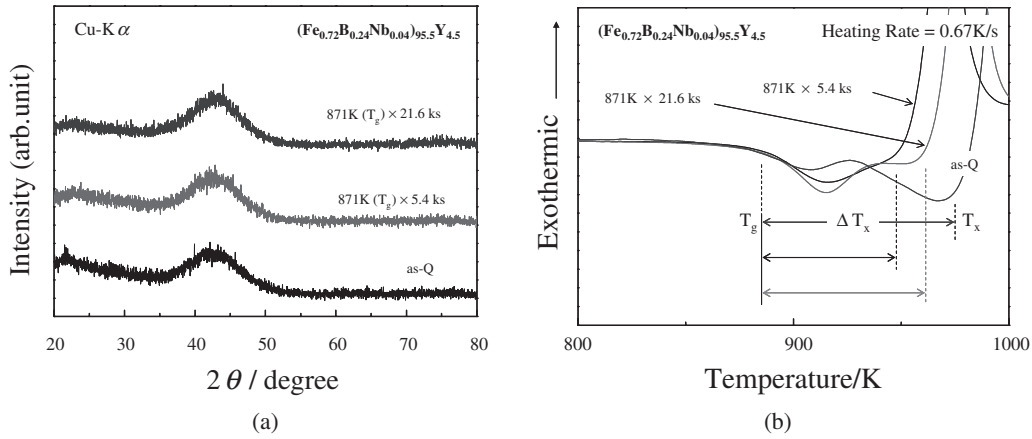 Cu-K α
(Fe0.72B0.24Nb0.04)95.5Y4.5
871K (Tg) × 21.6 ks
871K (Tg) × 5.4 ks
as-Q
Intensity (arb.unit)
20 30 40 50 60 70 80
2 θ / degree
(a)
(Fe0.72B0.24Nb0.04)95.5Y4.5
Heating Rate = 0.67K/s
871K × 5.4 ks
871K × 21.6 ks
as-Q
Tg
Δ Tx
Tx
Exothermic
800 900 1000
Temperature/K
(b)